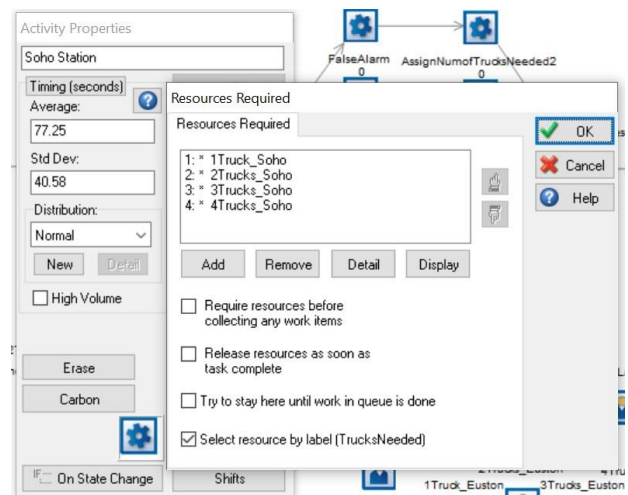 Activity Properties
Soho Station
Timing (seconds)
Average:
77.25
Std Dev:
40.58
Distribution:
Normal
New Detail
High Volume
Erase
Carbon
On State Change Shifts
FalseAlarm AssignNumofTrucksNeeded2
0 0
Resources Required
Resources Required
1: * 1Truck_Soho
2: * 2Trucks_Soho
3: * 3Trucks_Soho
4: * 4Trucks_Soho
OK
Cancel
Help
Add Remove Detail Display
Require resources before
collecting any work items
Release resources as soon as
task complete
Try to stay here until work in queue is done
Select resource by label (TrucksNeeded)
1Truck_Euston 3Trucks_Euston